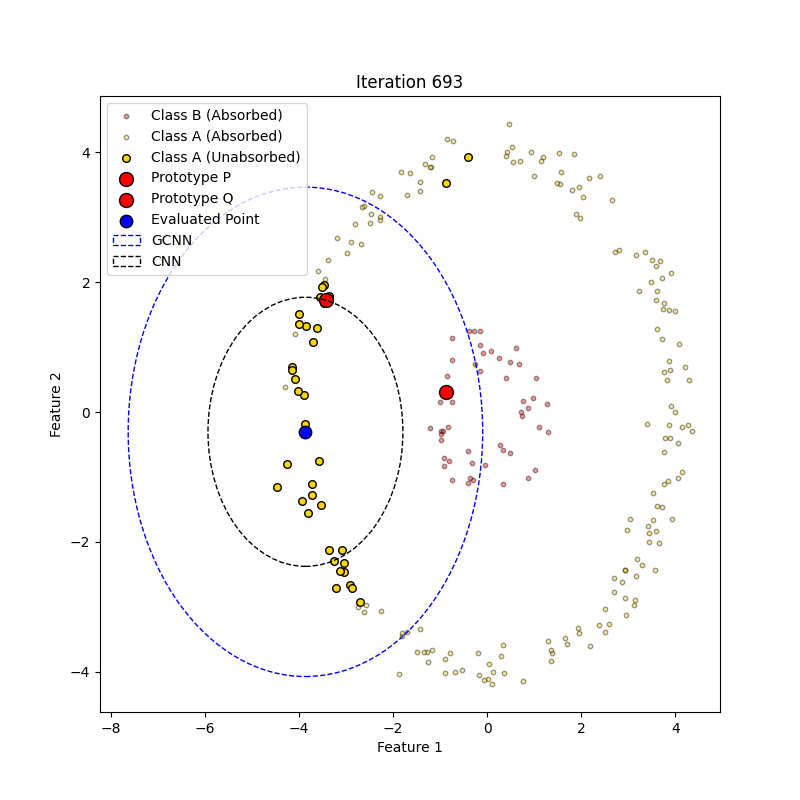 Iteration 693
Class B (Absorbed)
Class A (Absorbed)
Class A (Unabsorbed)
Prototype P
Prototype Q
Evaluated Point
GCNN
CNN
4
2
0
−2
−4
Feature 2
−8
−6
−4
−2
0
2
4
Feature 1